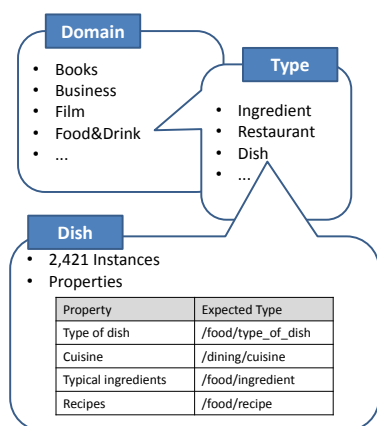 Domain
• Books
• Business
• Film
• Food&Drink
• ...
Type
• Ingredient
• Restaurant
• Dish
• ...
Dish
• 2,421 Instances
• Properties
Property Expected Type
Type of dish /food/type_of_dish
Cuisine /dining/cuisine
Typical ingredients /food/ingredient
Recipes /food/recipe